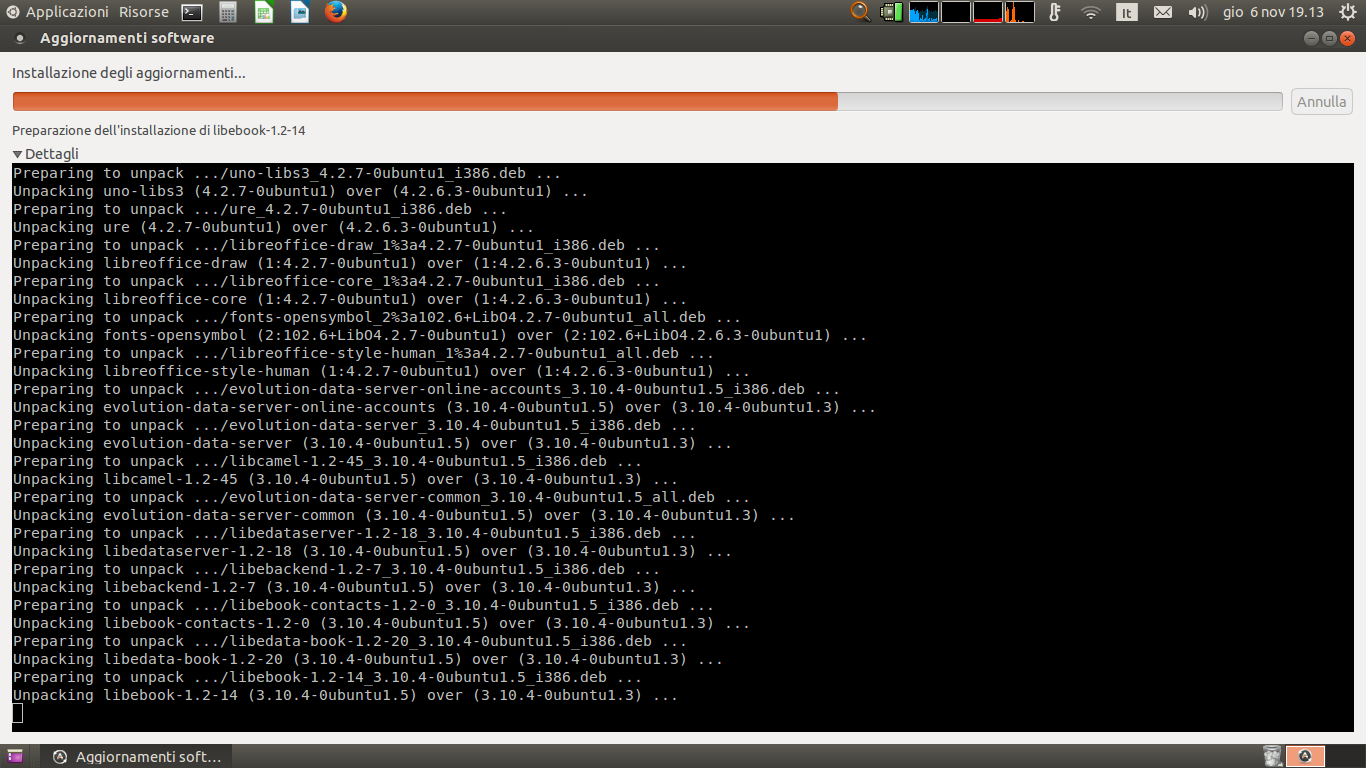 Applicazioni Risorse It gio 6 nov 19.13
Aggiornamenti software
Installazione degli aggiornamenti...
Annulla
Preparazione dell'installazione di libebook-1.2-14
Dettagli
Preparing to unpack .../uno-libs3_4.2.7-0ubuntu1_i386.deb ...
Unpacking uno-libs3 (4.2.7-0ubuntu1) over (4.2.6.3-0ubuntu1) ...
Preparing to unpack .../ure_4.2.7-0ubuntu1_i386.deb ...
Unpacking ure (4.2.7-0ubuntu1) over (4.2.6.3-0ubuntu1) ...
Preparing to unpack .../libreoffice-draw_1%3a4.2.7-0ubuntu1_i386.deb ...
Unpacking libreoffice-draw (1:4.2.7-0ubuntu1) over (1:4.2.6.3-0ubuntu1) ...
Preparing to unpack .../libreoffice-core_1%3a4.2.7-0ubuntu1_i386.deb ...
Unpacking libreoffice-core (1:4.2.7-0ubuntu1) over (1:4.2.6.3-0ubuntu1) ...
Preparing to unpack .../fonts-opensymbol_2%3a102.6+LibO4.2.7-0ubuntu1_all.deb ...
Unpacking fonts-opensymbol (2:102.6+LibO4.2.7-0ubuntu1) over (2:102.6+LibO4.2.6.3-0ubuntu1) ...
Preparing to unpack .../libreoffice-style-human_1%3a4.2.7-0ubuntu1_all.deb ...
Unpacking libreoffice-style-human (1:4.2.7-0ubuntu1) over (1:4.2.6.3-0ubuntu1) ...
Preparing to unpack .../evolution-data-server-online-accounts_3.10.4-0ubuntu1.5_i386.deb ...
Unpacking evolution-data-server-online-accounts (3.10.4-0ubuntu1.5) over (3.10.4-0ubuntu1.3) ...
Preparing to unpack .../evolution-data-server_3.10.4-0ubuntu1.5_i386.deb ...
Unpacking evolution-data-server (3.10.4-0ubuntu1.5) over (3.10.4-0ubuntu1.3) ...
Preparing to unpack .../libcamel-1.2-45_3.10.4-0ubuntu1.5_i386.deb ...
Unpacking libcamel-1.2-45 (3.10.4-0ubuntu1.5) over (3.10.4-0ubuntu1.3) ...
Preparing to unpack .../evolution-data-server-common_3.10.4-0ubuntu1.5_all.deb ...
Unpacking evolution-data-server-common (3.10.4-0ubuntu1.5) over (3.10.4-0ubuntu1.3) ...
Preparing to unpack .../libedataserver-1.2-18_3.10.4-0ubuntu1.5_i386.deb ...
Unpacking libedataserver-1.2-18 (3.10.4-0ubuntu1.5) over (3.10.4-0ubuntu1.3) ...
Preparing to unpack .../libebackend-1.2-7_3.10.4-0ubuntu1.5_i386.deb ...
Unpacking libebackend-1.2-7 (3.10.4-0ubuntu1.5) over (3.10.4-0ubuntu1.3) ...
Preparing to unpack .../libebook-contacts-1.2-0_3.10.4-0ubuntu1.5_i386.deb ...
Unpacking libebook-contacts-1.2-0 (3.10.4-0ubuntu1.5) over (3.10.4-0ubuntu1.3) ...
Preparing to unpack .../libedata-book-1.2-20_3.10.4-0ubuntu1.5_i386.deb ...
Unpacking libedata-book-1.2-20 (3.10.4-0ubuntu1.5) over (3.10.4-0ubuntu1.3) ...
Preparing to unpack .../libebook-1.2-14_3.10.4-0ubuntu1.5_i386.deb ...
Unpacking libebook-1.2-14 (3.10.4-0ubuntu1.5) over (3.10.4-0ubuntu1.3) ...
Aggiornamenti soft...